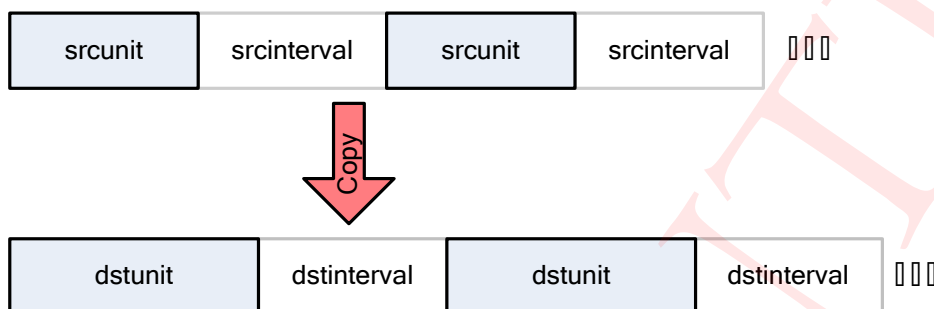 srcunit srcinterval srcunit srcinterval
Copy
dstunit dstinterval dstunit dstinterval